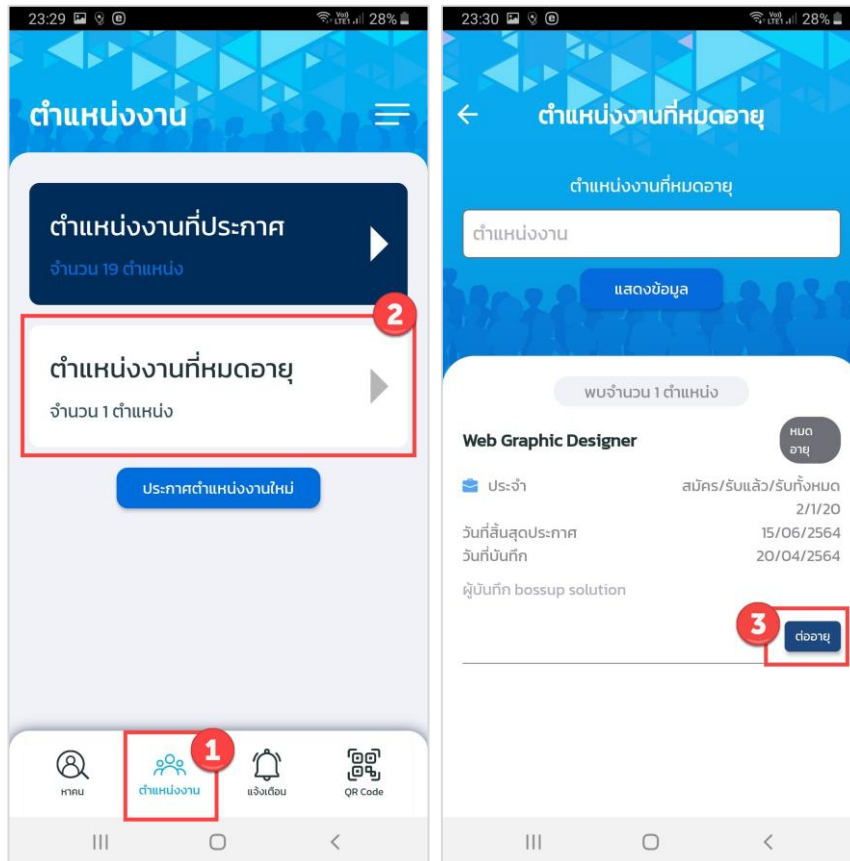 23:29
28%
ตำแหน่งงาน
ตำแหน่งงานที่ประกาศ
จำนวน 19 ตำแหน่ง
2
ตำแหน่งงานที่หมดอายุ
จำนวน 1 ตำแหน่ง
ประกาศตำแหน่งงานใหม่
1
หาคน
ตำแหน่งงาน
แจ้งเตือน
QR Code
23:30
28%
ตำแหน่งงานที่หมดอายุ
ตำแหน่งงานที่หมดอายุ
ตำแหน่งงาน
แสดงข้อมูล
พบจำนวน 1 ตำแหน่ง
Web Graphic Designer
หมด
อายุ
ประจำ สมัคร/รับแล้ว/รับทั้งหมด
2/1/20
วันที่สิ้นสุดประกาศ 15/06/2564
วันที่บันทึก 20/04/2564
ผู้บันทึก bossup solution
3
ต่ออายุ